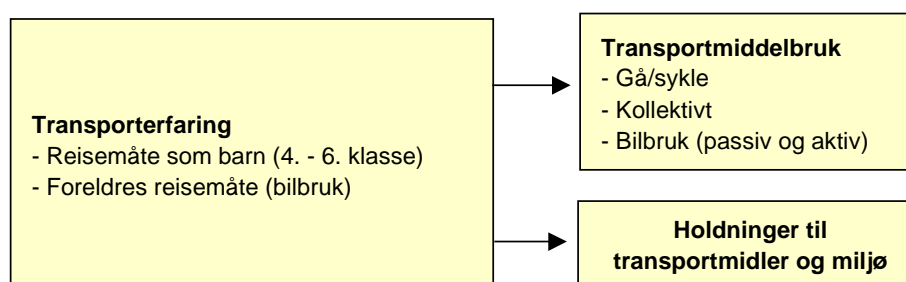 Transporterfaring
- Reisemåte som barn (4. - 6. klasse)
- Foreldres reisemåte (bilbruk)
Transportmiddelbruk
- Gå/sykle
- Kollektivt
- Bilbruk (passiv og aktiv)
Holdninger til
transportmidler og miljø